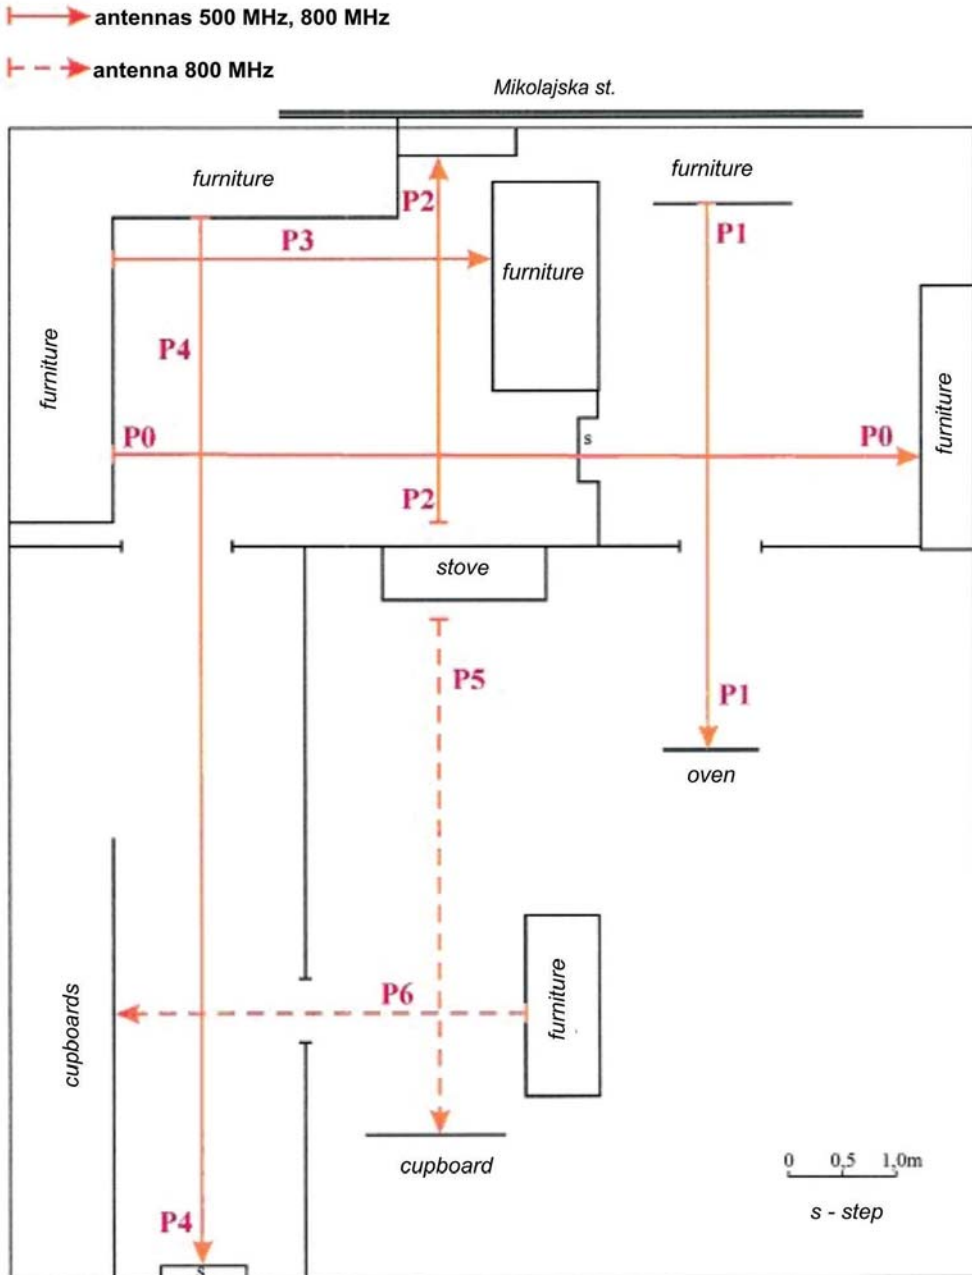 antennas 500 MHz, 800 MHz
antenna 800 MHz
Mikolajska st.
furniture
furniture
P2
P1
P3
furniture
furniture
P4
furniture
P0
s
P0
P2
stove
P5
P1
oven
cupboards
P6
furniture
cupboard
0 0,5 1,0m
s - step
P4
s